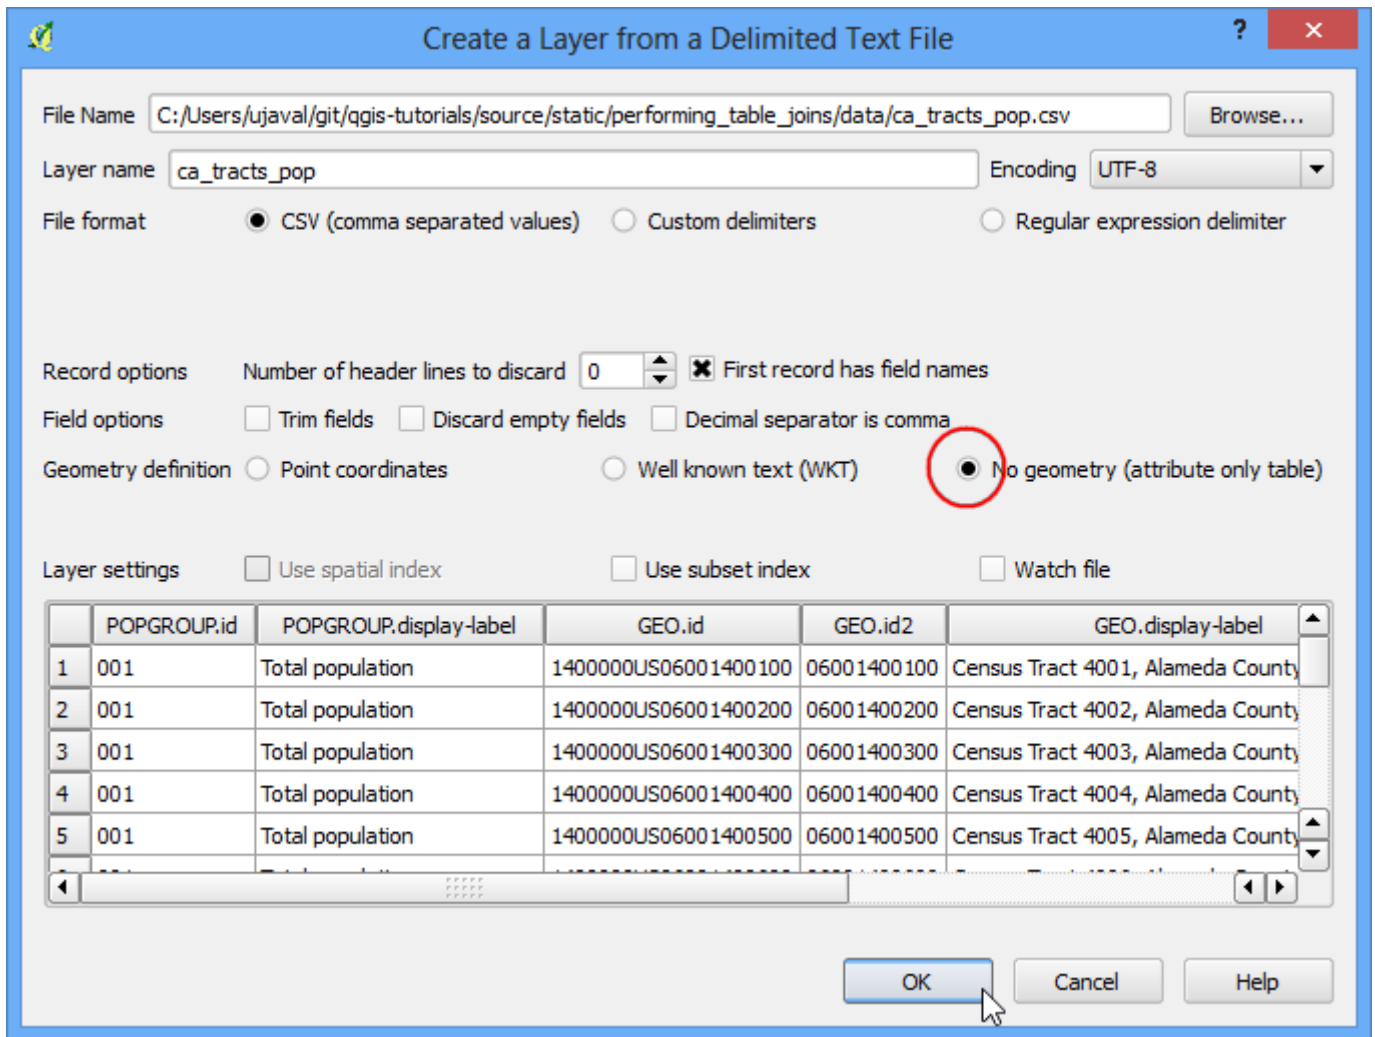 Create a Layer from a Delimited Text File ?
File Name C:/Users/ujaval/git/qgis-tutorials/source/static/performing_table_joins/data/ca_tracts_pop.csv Browse...
Layer name ca_tracts_pop Encoding UTF-8
File format CSV (comma separated values) Custom delimiters Regular expression delimiter
Record options Number of header lines to discard 0 First record has field names
Field options Trim fields Discard empty fields Decimal separator is comma
Geometry definition Point coordinates Well known text (WKT) No geometry (attribute only table)
Layer settings Use spatial index Use subset index Watch file
POPGROUP.id POPGROUP.display-label GEO.id GEO.id2 GEO.display-label
1 001 Total population 1400000US06001400100 06001400100 Census Tract 4001, Alameda County
2 001 Total population 1400000US06001400200 06001400200 Census Tract 4002, Alameda County,
3 001 Total population 1400000US06001400300 06001400300 Census Tract 4003, Alameda County
4 001 Total population 1400000US06001400400 06001400400 Census Tract 4004, Alameda County,
5 001 Total population 1400000US06001400500 06001400500 Census Tract 4005, Alameda County
OK Cancel Help